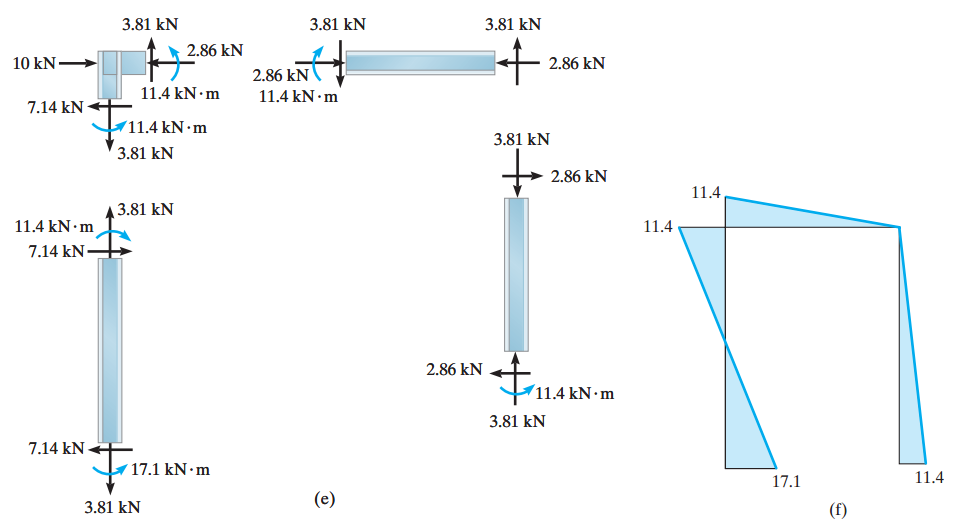 3.81 kN
10 kN
2.86 kN
11.4 kN·m
7.14 kN
11.4 kN·m
3.81 kN
3.81 kN
3.81 kN
2.86 kN
2.86 kN
11.4 kN·m
3.81 kN
2.86 kN
2.86 kN
11.4 kN·m
3.81 kN
3.81 kN
11.4 kN·m
7.14 kN
7.14 kN
17.1 kN·m
3.81 kN
(e)
11.4
11.4
17.1
11.4
(f)